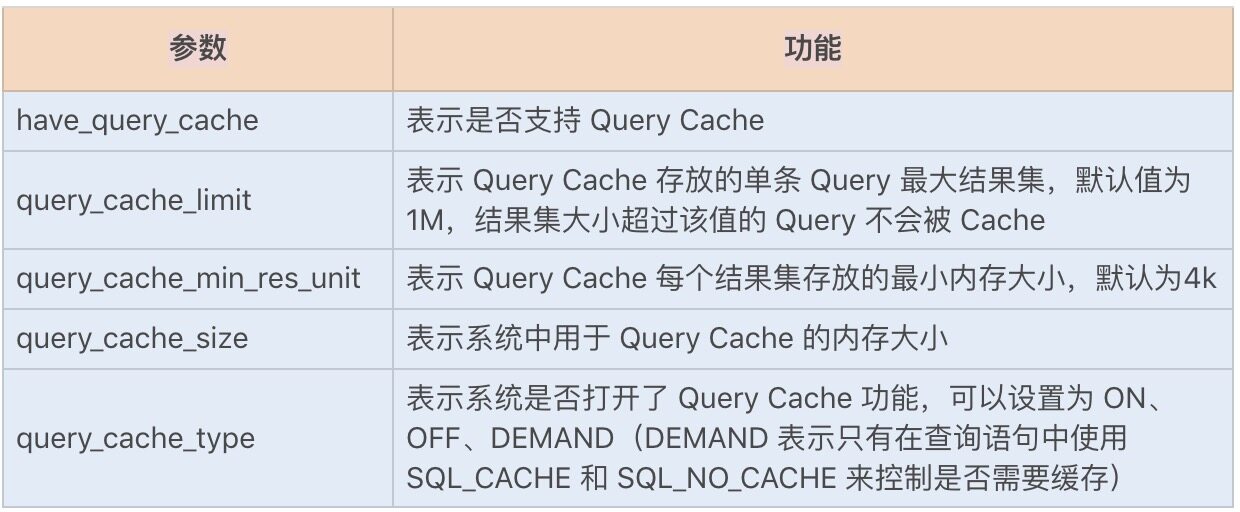 参数
功能
have_query_cache
表示是否支持 Query Cache
query_cache_limit
表示 Query Cache 存放的单条 Query 最大结果集，默认值为
1M，结果集大小超过该值的 Query 不会被 Cache
query_cache_min_res_unit
表示 Query Cache 每个结果集存放的最小内存大小，默认为4k
query_cache_size
表示系统中用于 Query Cache 的内存大小
query_cache_type
表示系统是否打开了 Query Cache 功能，可以设置为 ON、
OFF、DEMAND（DEMAND 表示只有在查询语句中使用
SQL_CACHE 和 SQL_NO_CACHE 来控制是否需要缓存）